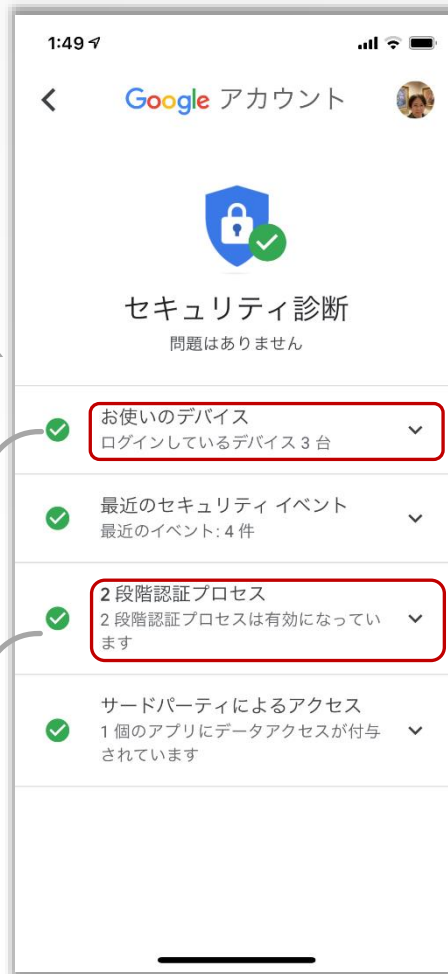 1:49
Google アカウント
セキュリティ診断
問題はありません
お使いのデバイス
ログインしているデバイス 3 台
最近のセキュリティ イベント
最近のイベント: 4 件
2 段階認証プロセス
2 段階認証プロセスは有効になってい
ます
サードパーティによるアクセス
1 個のアプリにデータアクセスが付与
されています